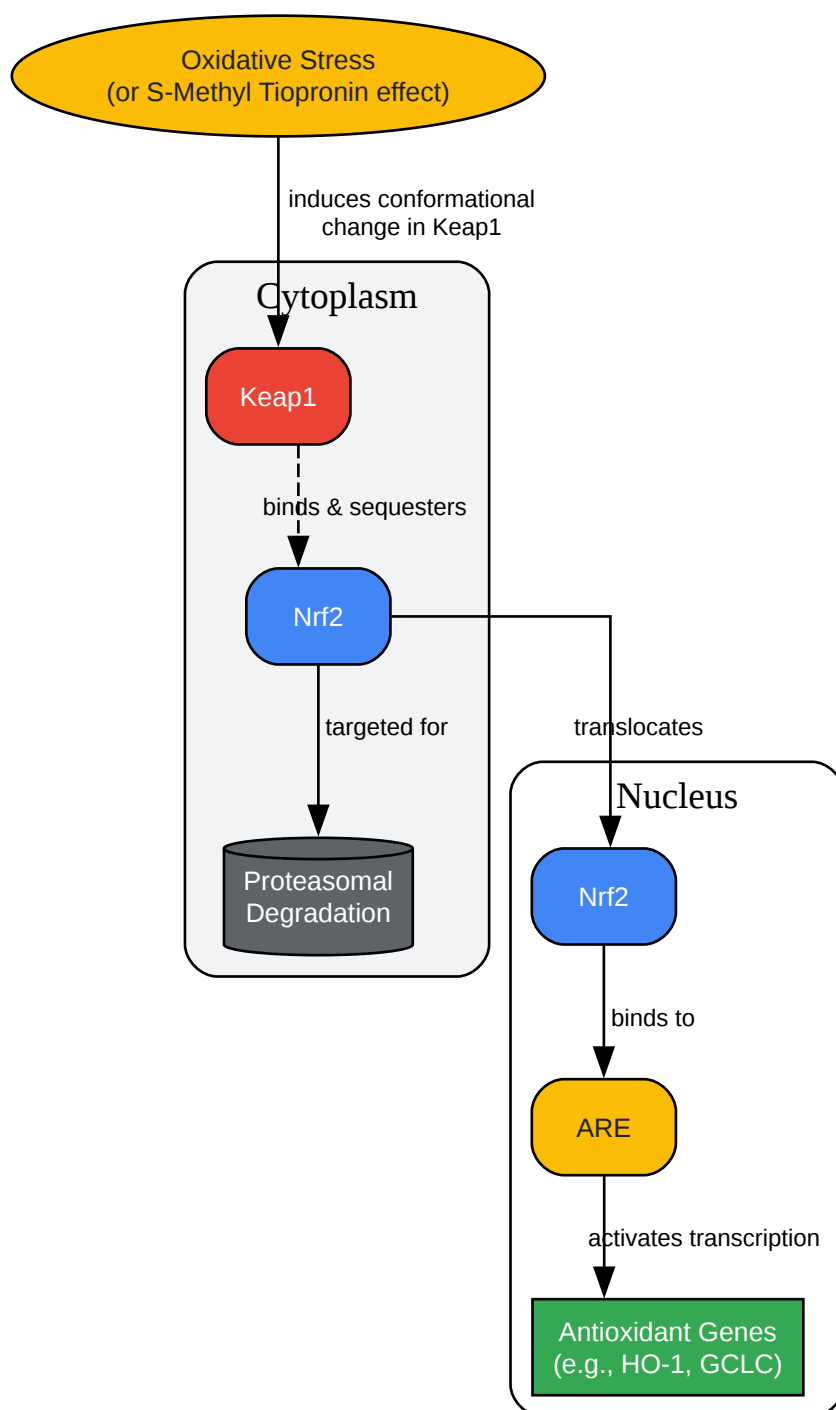 Oxidative Stress
(or S-Methyl Tiopronin effect)
induces conformational
change in Keap1
Cytoplasm
Keap1
binds & sequesters
Nrf2
targeted for
translocates
Proteasomal
Degradation
Nucleus
Nrf2
binds to
ARE
activates transcription
Antioxidant Genes
(e.g., HO-1, GCLC)